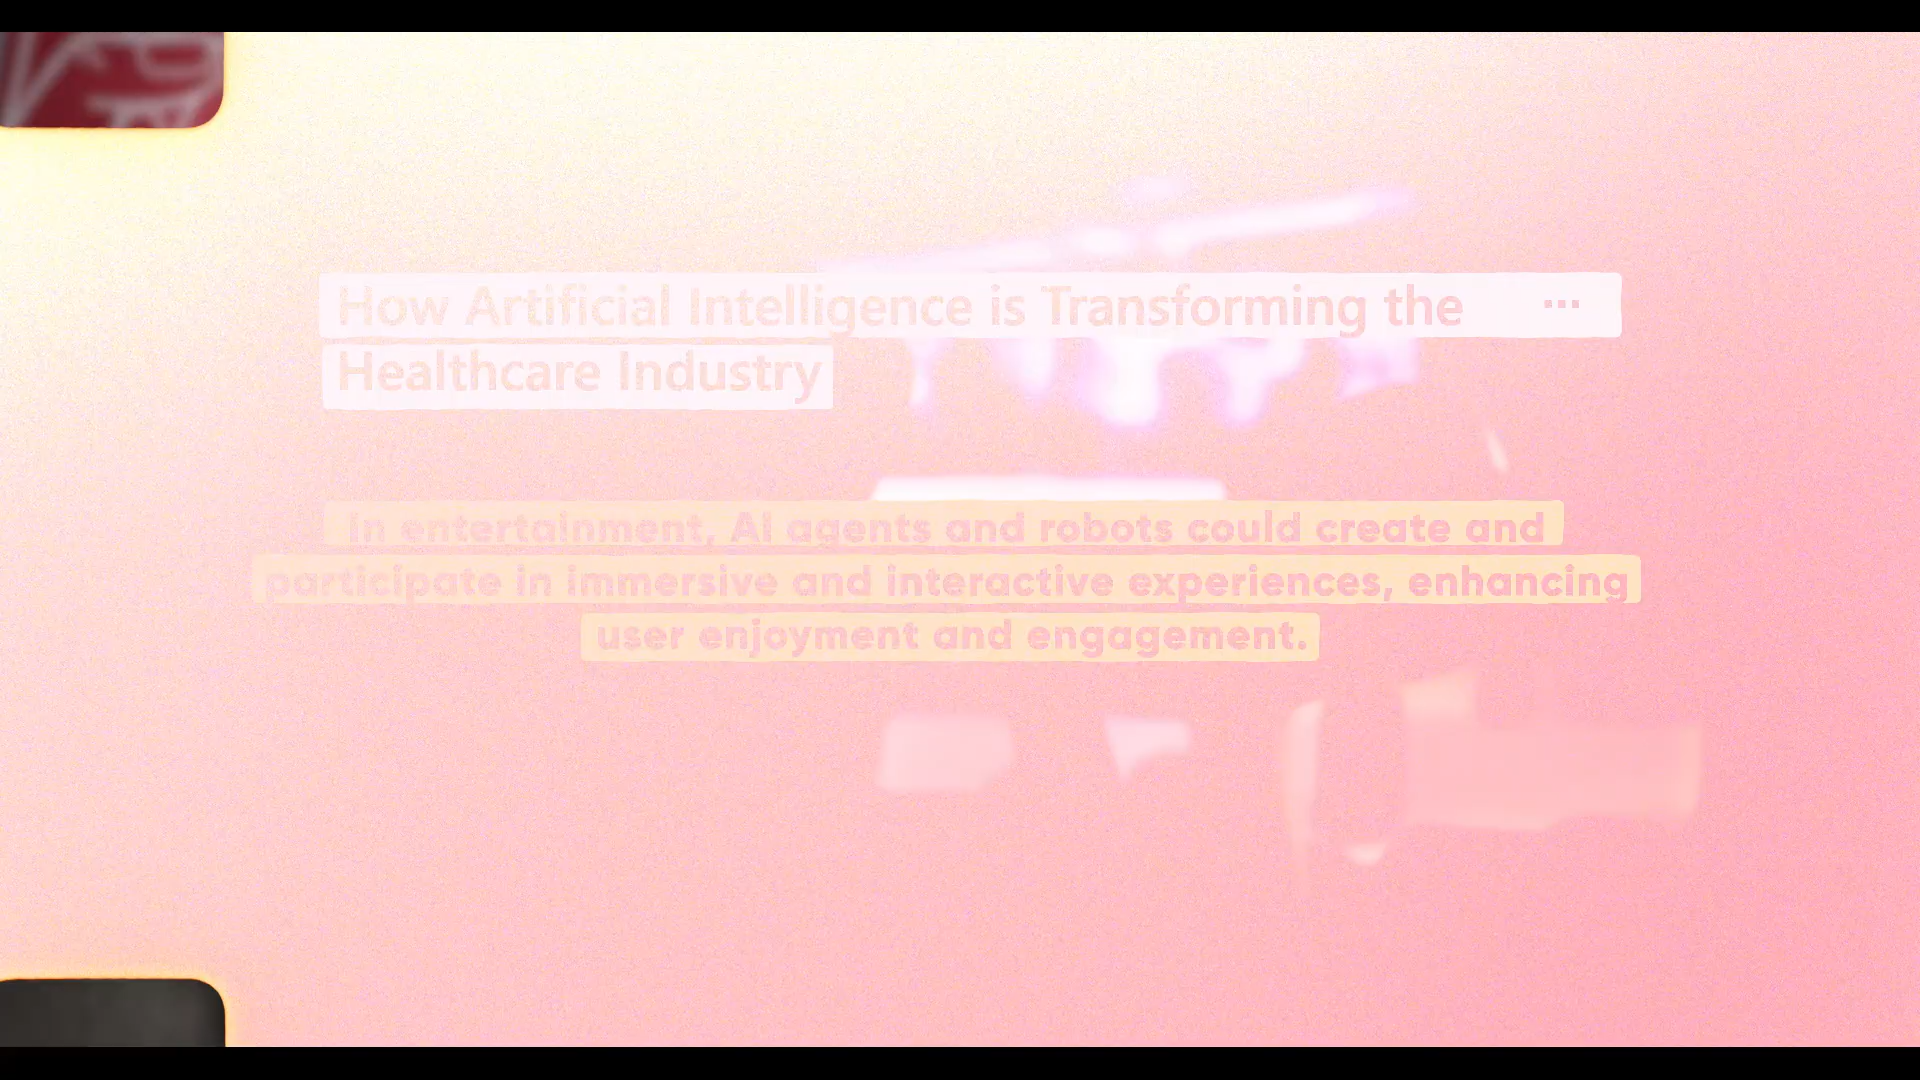 How Artificial Intelligence is Transforming the ...
Healthcare Industry
In entertainment, AI agents and robots could create and
participate in immersive and interactive experiences, enhancing
user enjoyment and engagement.